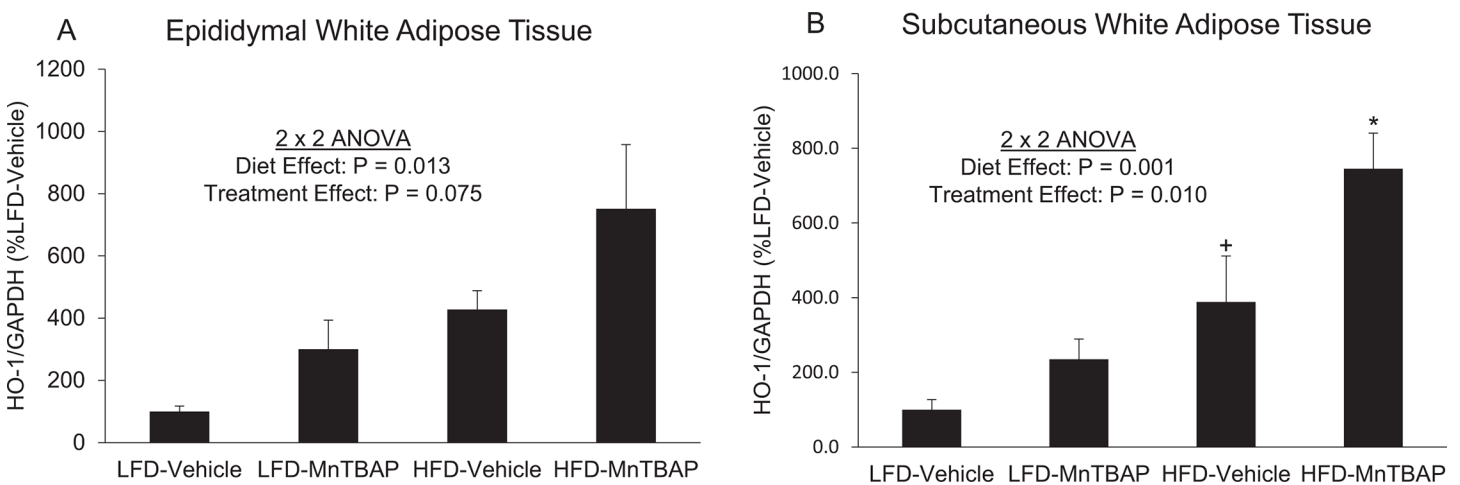 A
Epididymal White Adipose Tissue
HO-1/GAPDH (%LFD-Vehicle)
1200
1000
800
600
400
200
0
2 x 2 ANOVA
Diet Effect: P = 0.013
Treatment Effect: P = 0.075
LFD-Vehicle LFD-MnTBAP HFD-Vehicle HFD-MnTBAP
B
Subcutaneous White Adipose Tissue
HO-1/GAPDH (%LFD-Vehicle)
1000.0
800.0
600.0
400.0
200.0
0.0
2 x 2 ANOVA
Diet Effect: P = 0.001
Treatment Effect: P = 0.010
+
*
LFD-Vehicle LFD-MnTBAP HFD-Vehicle HFD-MnTBAP